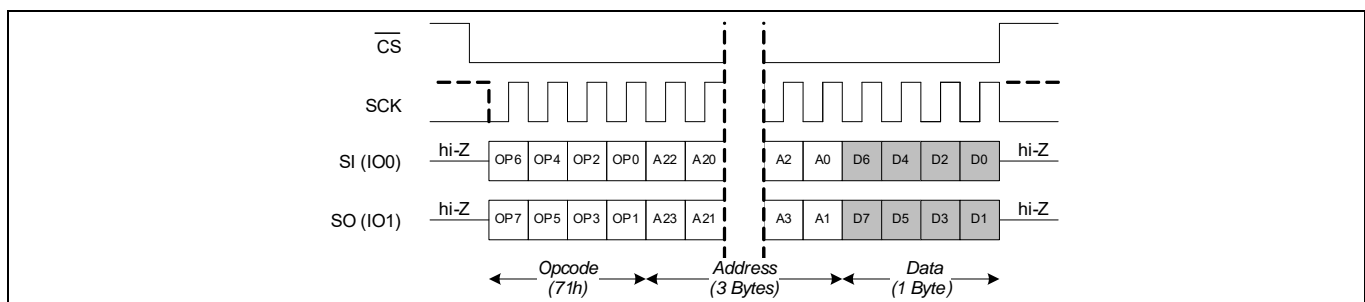 CS
SCK
SI (IO0) hi-Z OP6 OP4 OP2 OP0 A22 A20 A2 A0 D6 D4 D2 D0 hi-Z
SO (IO1) hi-Z OP7 OP5 OP3 OP1 A23 A21 A3 A1 D7 D5 D3 D1 hi-Z
Opcode Address Data
(71h) (3 Bytes) (1 Byte)